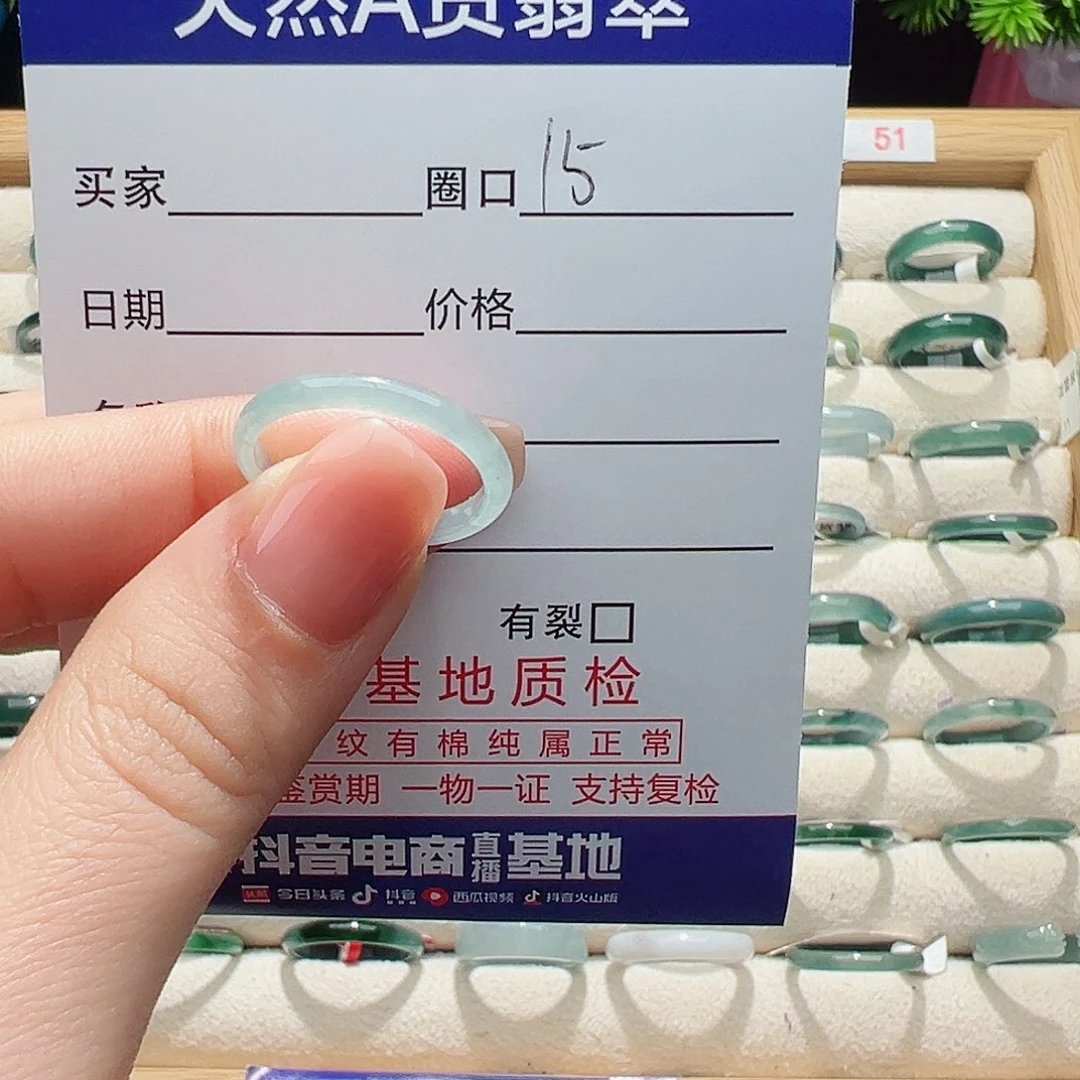 天然A货翡翠
买家 圈口 15
日期 价格
有裂□
基地质检
纹有棉纯属正常
鉴赏期 一物一证 支持复检
抖音电商直播基地
头条 今日头条 抖音 西瓜视频 抖音火山版
51